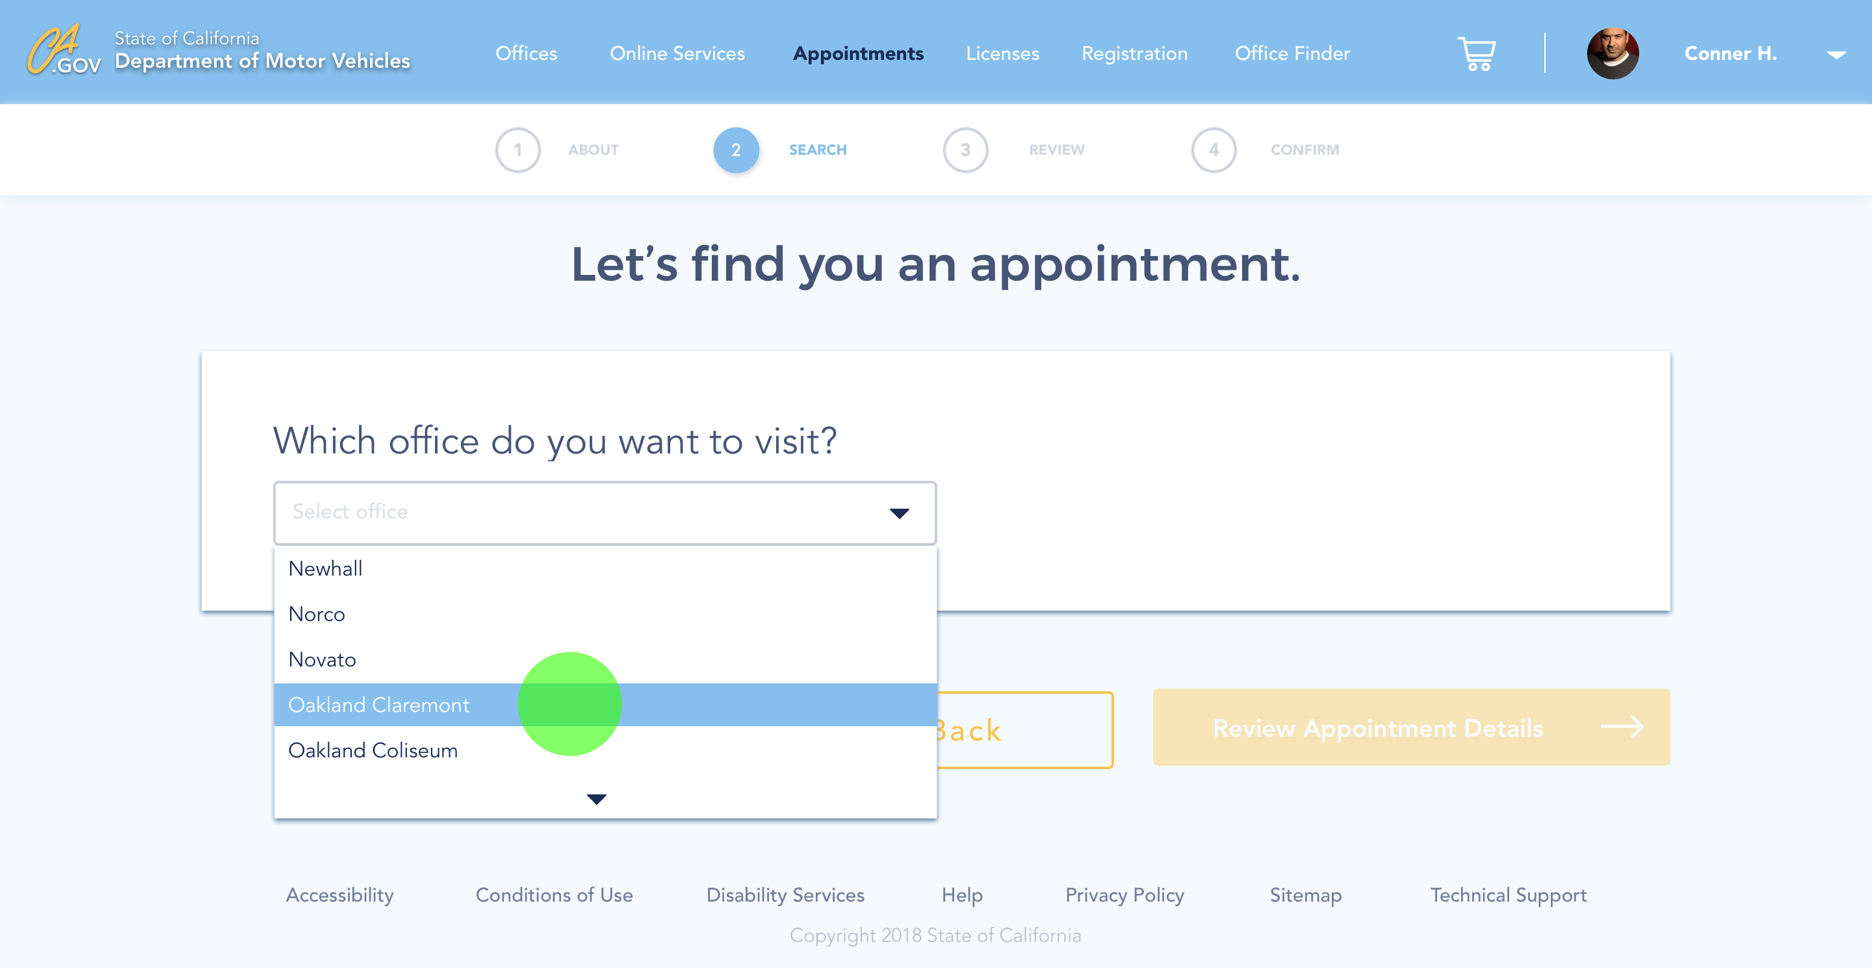 CA.GOV
State of California
Department of Motor Vehicles
Offices
Online Services
Appointments
Licenses
Registration
Office Finder
Conner H.
1
ABOUT
2
SEARCH
3
REVIEW
4
CONFIRM
Let’s find you an appointment.
Which office do you want to visit?
Select office
Newhall
Norco
Novato
Oakland Claremont
Oakland Coliseum
Back
Review Appointment Details
Accessibility
Conditions of Use
Disability Services
Help
Privacy Policy
Sitemap
Technical Support
Copyright 2018 State of California